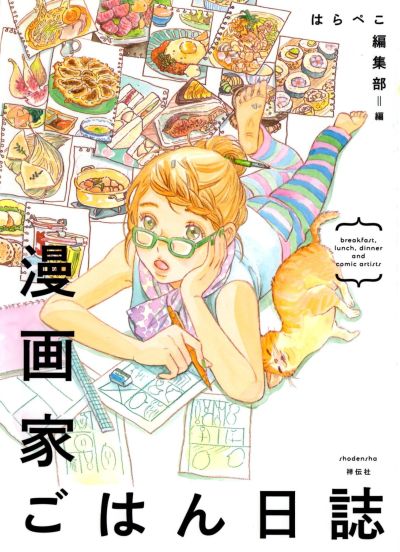 はらぺこ
編集部＝編
breakfast,
lunch, dinner
and
comic artists
漫画家
ごはん日誌
shodensha
祥伝社